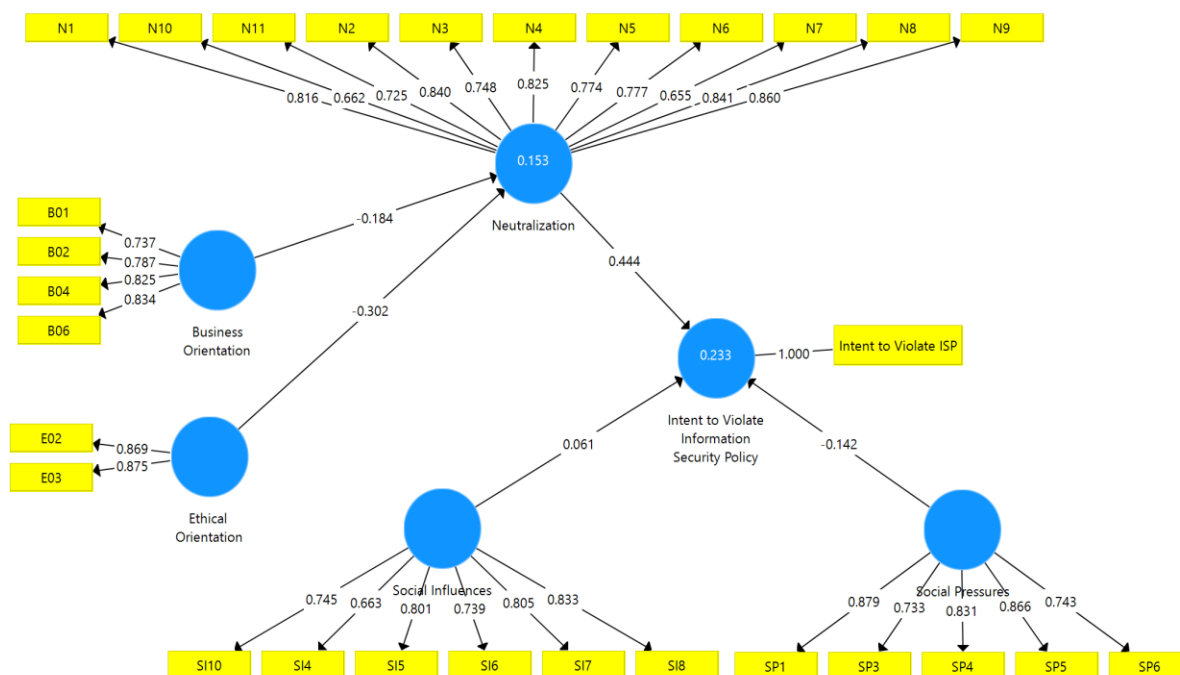 N1 N10 N11 N2 N3 N4 N5 N6 N7 N8 N9
0.816 0.662 0.725 0.840 0.748 0.825 0.774 0.777 0.655 0.841 0.860
0.153
Neutralization
B01
B02
B04
B06
0.737
0.787
0.825
0.834
Business
Orientation
-0.184
-0.302
0.444
E02
E03
0.869
0.875
Ethical
Orientation
0.233
1.000
Intent to Violate ISP
Intent to Violate
Information
Security Policy
0.061
-0.142
Social Influences
0.745 0.663 0.801 0.739 0.805 0.833
SI10 SI4 SI5 SI6 SI7 SI8
Social Pressures
0.879 0.733 0.831 0.866 0.743
SP1 SP3 SP4 SP5 SP6